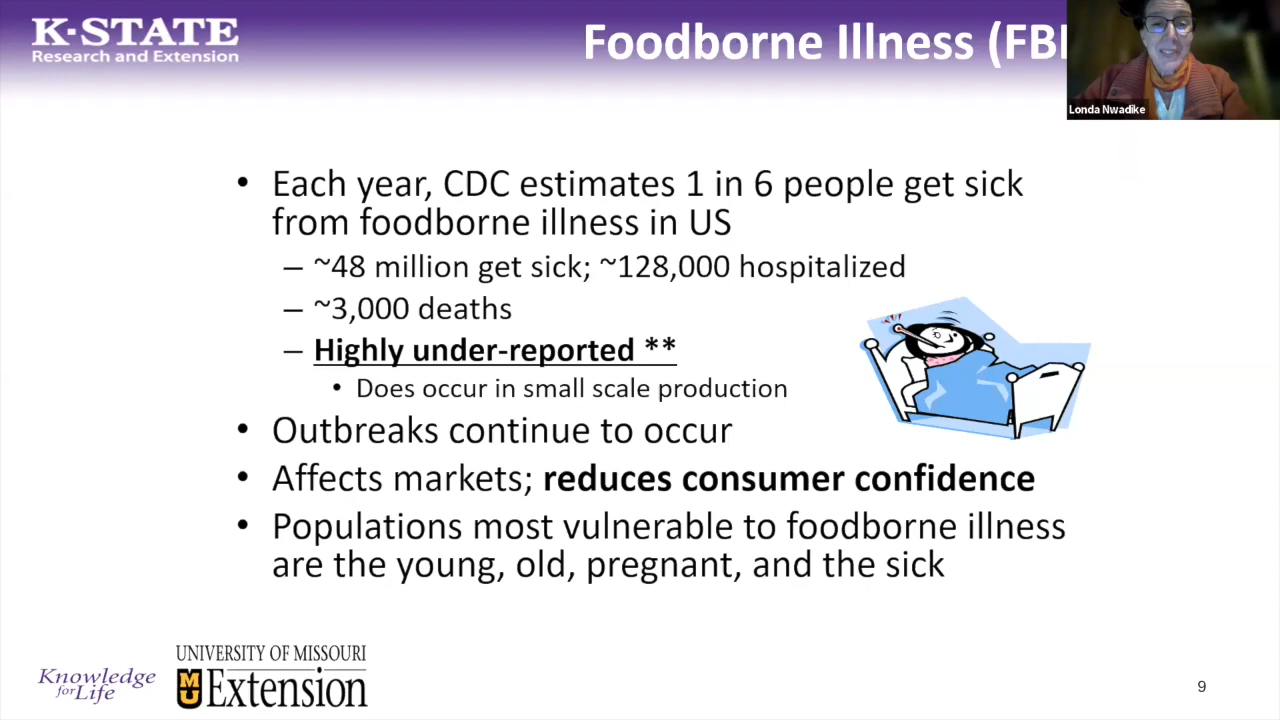 K-STATE
Research and Extension
Foodborne Illness (FBI
Londa Nwadike
• Each year, CDC estimates 1 in 6 people get sick
from foodborne illness in US
– ~48 million get sick; ~128,000 hospitalized
– ~3,000 deaths
– Highly under-reported **
• Does occur in small scale production
• Outbreaks continue to occur
• Affects markets; reduces consumer confidence
• Populations most vulnerable to foodborne illness
are the young, old, pregnant, and the sick
Knowledge
for Life
UNIVERSITY OF MISSOURI
MU Extension
9